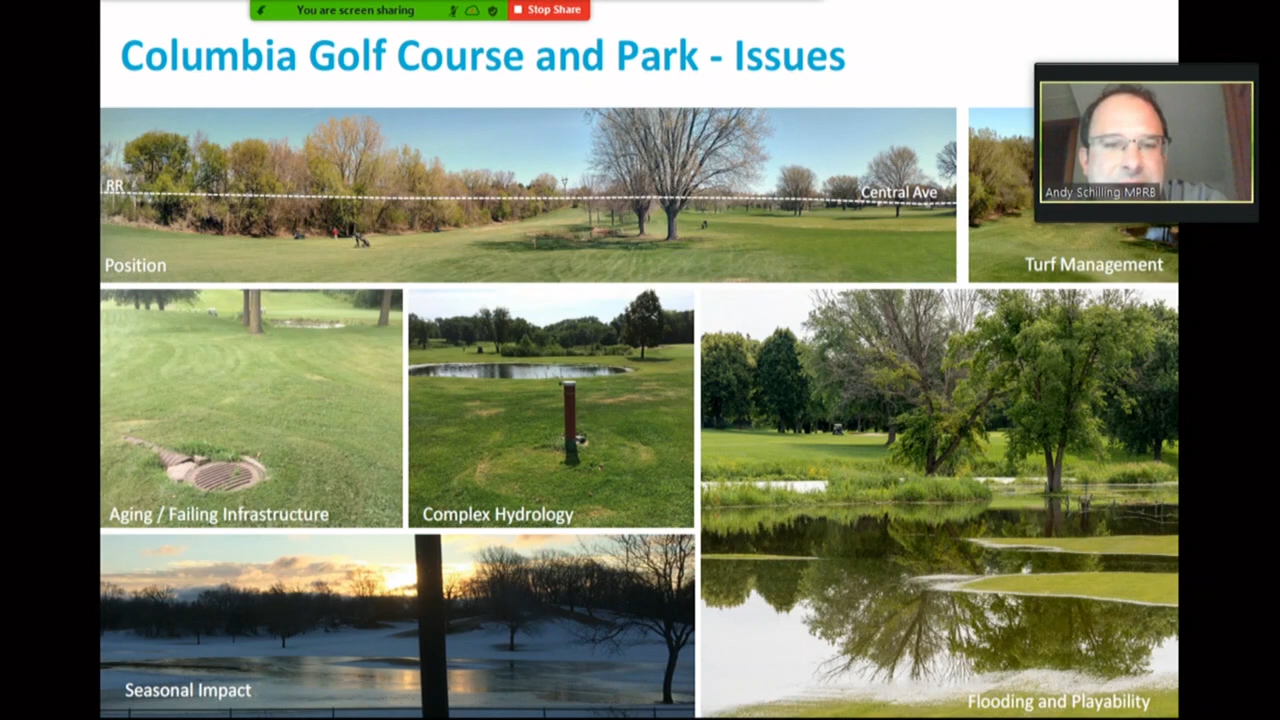 You are screen sharing
Stop Share
Columbia Golf Course and Park - Issues
Andy Schilling MPRB
RR
Central Ave
Position
Turf Management
Aging / Failing Infrastructure
Complex Hydrology
Seasonal Impact
Flooding and Playability